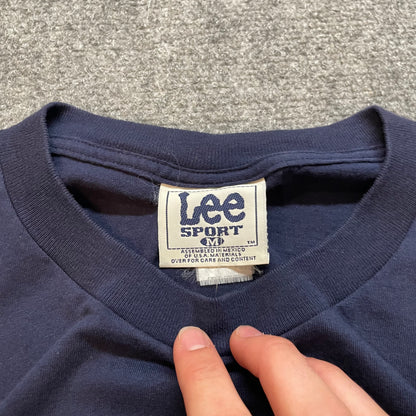 Lee
SPORT
M
TM
ASSEMBLED IN MEXICO
OF U.S.A. MATERIALS
OVER FOR CARE AND CONTENT